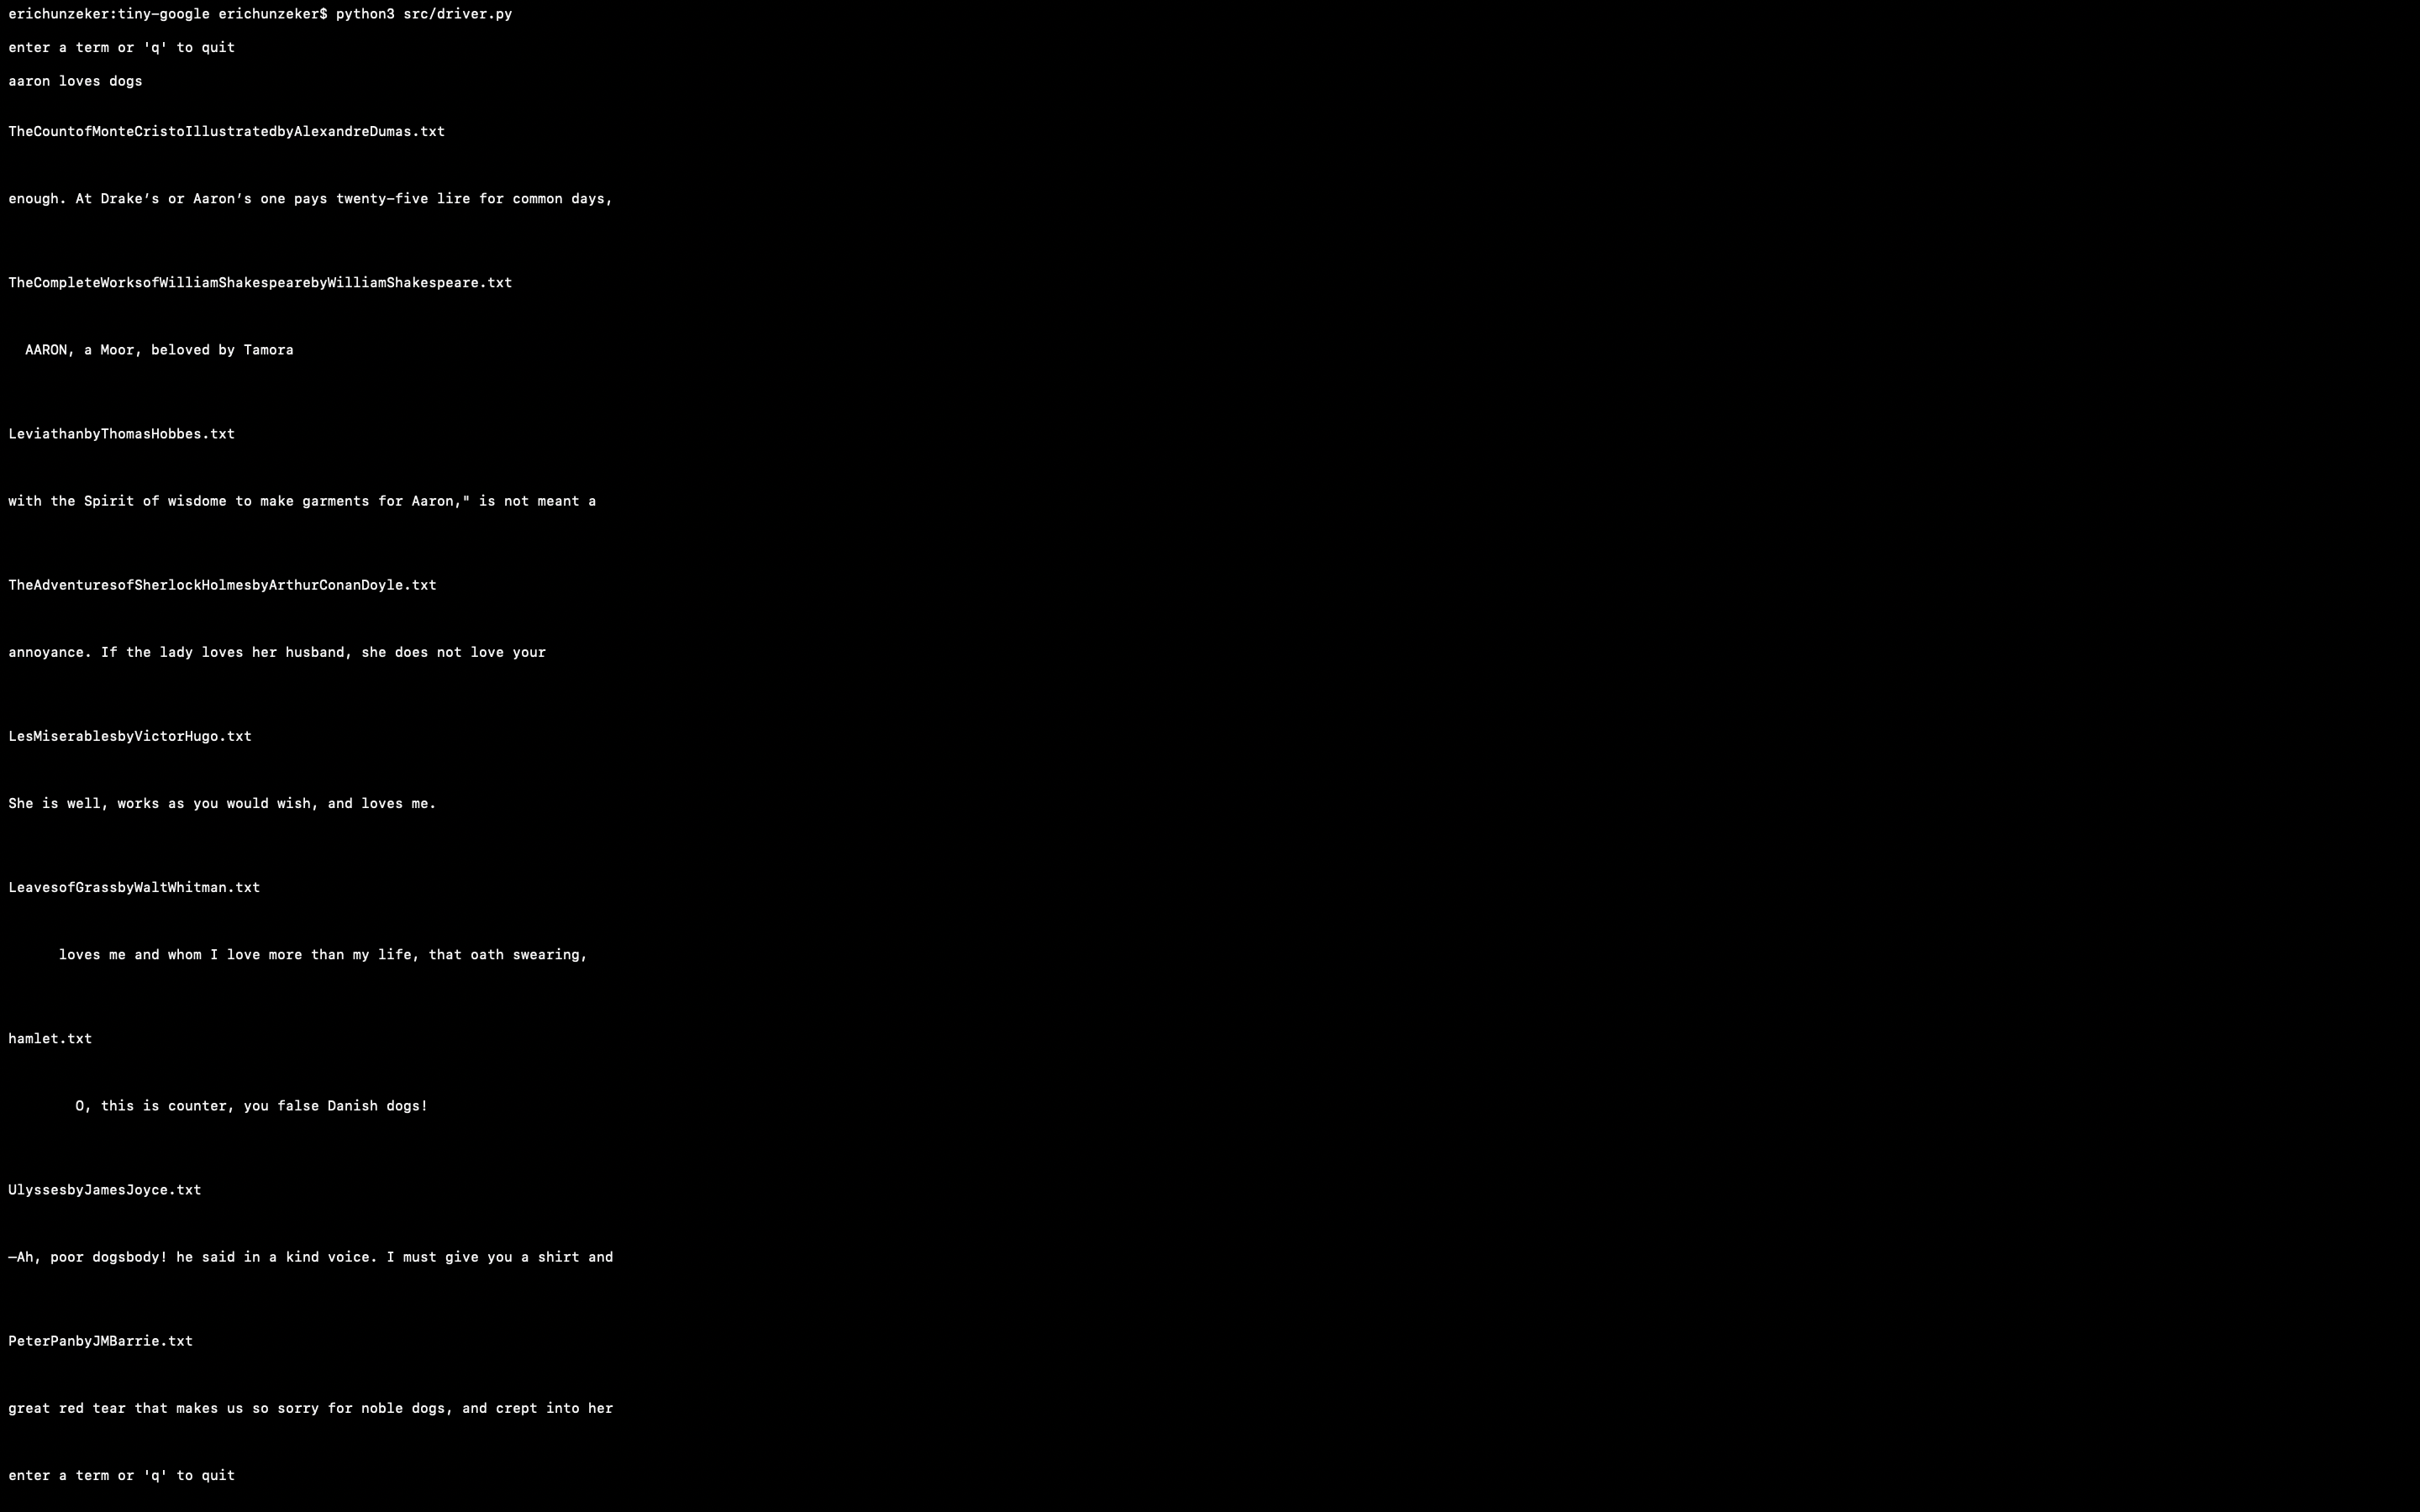 erichunzeker:tiny-google erichunzeker$ python3 src/driver.py
enter a term or 'q' to quit
aaron loves dogs
TheCountofMonteCristoIllustratedbyAlexandreDumas.txt
enough. At Drake’s or Aaron’s one pays twenty-five lire for common days,
TheCompleteWorksofWilliamShakespearebyWilliamShakespeare.txt
  AARON, a Moor, beloved by Tamora
LeviathanbyThomasHobbes.txt
with the Spirit of wisdome to make garments for Aaron," is not meant a
TheAdventuresofSherlockHolmesbyArthurConanDoyle.txt
annoyance. If the lady loves her husband, she does not love your
LesMiserablesbyVictorHugo.txt
She is well, works as you would wish, and loves me.
LeavesofGrassbyWaltWhitman.txt
      loves me and whom I love more than my life, that oath swearing,
hamlet.txt
        O, this is counter, you false Danish dogs!
UlyssesbyJamesJoyce.txt
—Ah, poor dogsbody! he said in a kind voice. I must give you a shirt and
PeterPanbyJMBarrie.txt
great red tear that makes us so sorry for noble dogs, and crept into her
enter a term or 'q' to quit